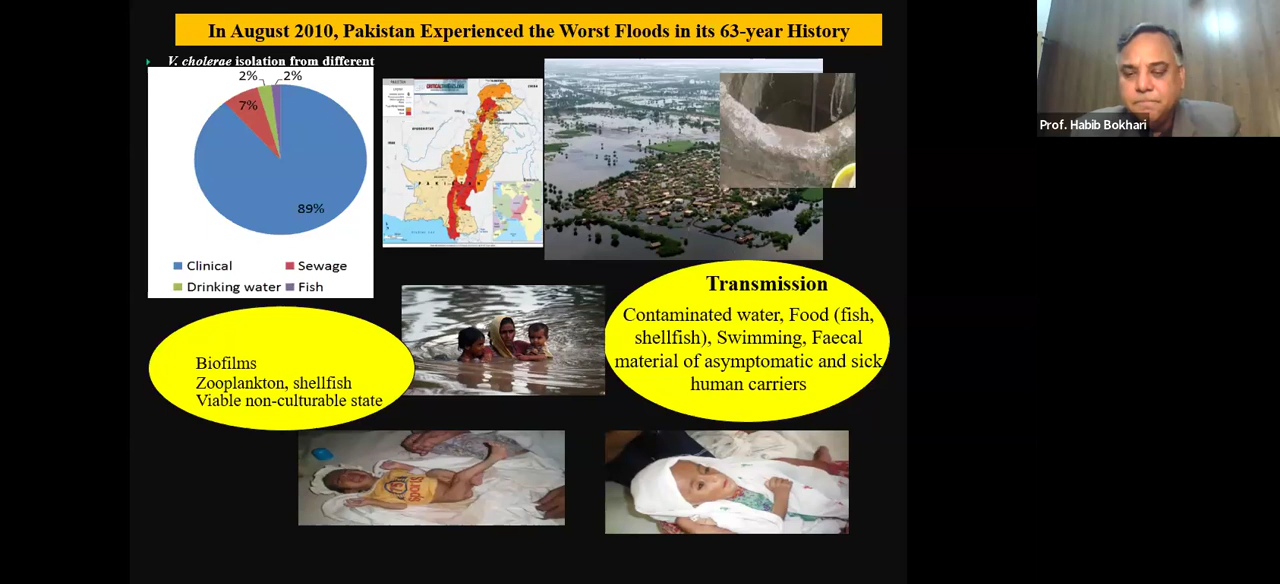 In August 2010, Pakistan Experienced the Worst Floods in its 63-year History
V. cholerae isolation from different
2%
2%
7%
89%
Clinical
Sewage
Drinking water
Fish
PAKISTAN
Transmission
Contaminated water, Food (fish,
shellfish), Swimming, Faecal
material of asymptomatic and sick
human carriers
Biofilms
Zooplankton, shellfish
Viable non-culturable state
Prof. Habib Bokhari